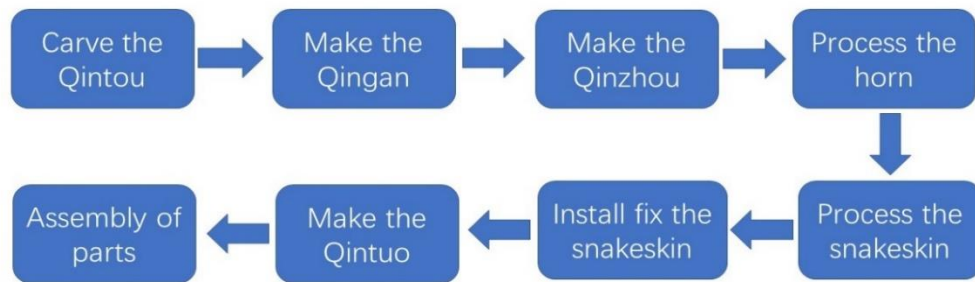 Carve the
Qintou
Make the
Qingan
Make the
Qinzhou
Process the
horn
Process the
snakeskin
Install fix the
snakeskin
Make the
Qintuo
Assembly of
parts